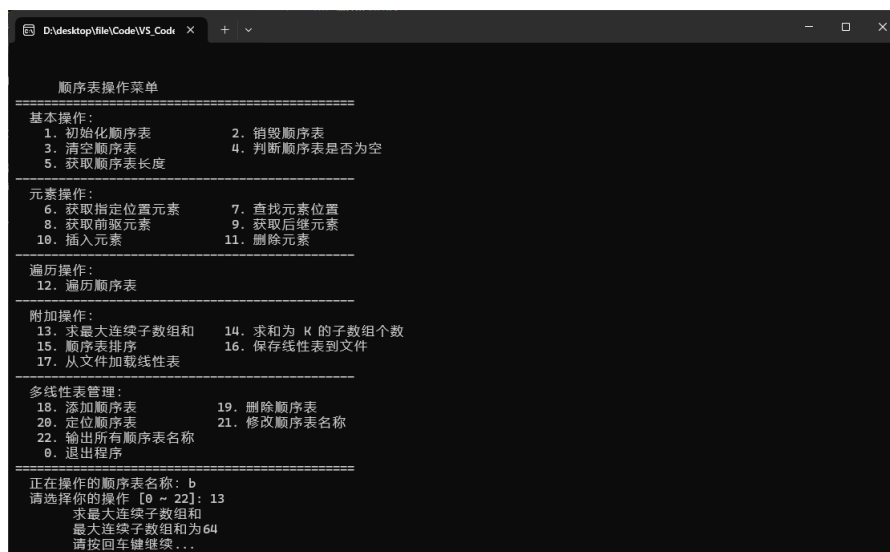 D:\desktop\file\Code\VS_Code
顺序表操作菜单
===============================================
基本操作:
1. 初始化顺序表 2. 销毁顺序表
3. 清空顺序表 4. 判断顺序表是否为空
5. 获取顺序表长度
-----------------------------------------------
元素操作:
6. 获取指定位置元素 7. 查找元素位置
8. 获取前驱元素 9. 获取后继元素
10. 插入元素 11. 删除元素
-----------------------------------------------
遍历操作:
12. 遍历顺序表
-----------------------------------------------
附加操作:
13. 求最大连续子数组和 14. 求和为 K 的子数组个数
15. 顺序表排序 16. 保存线性表到文件
17. 从文件加载线性表
-----------------------------------------------
多线性表管理:
18. 添加顺序表 19. 删除顺序表
20. 定位顺序表 21. 修改顺序表名称
22. 输出所有顺序表名称
0. 退出程序
===============================================
正在操作的顺序表名称: b
请选择你的操作 [0 ~ 22]: 13
求最大连续子数组和
最大连续子数组和为64
请按回车键继续...